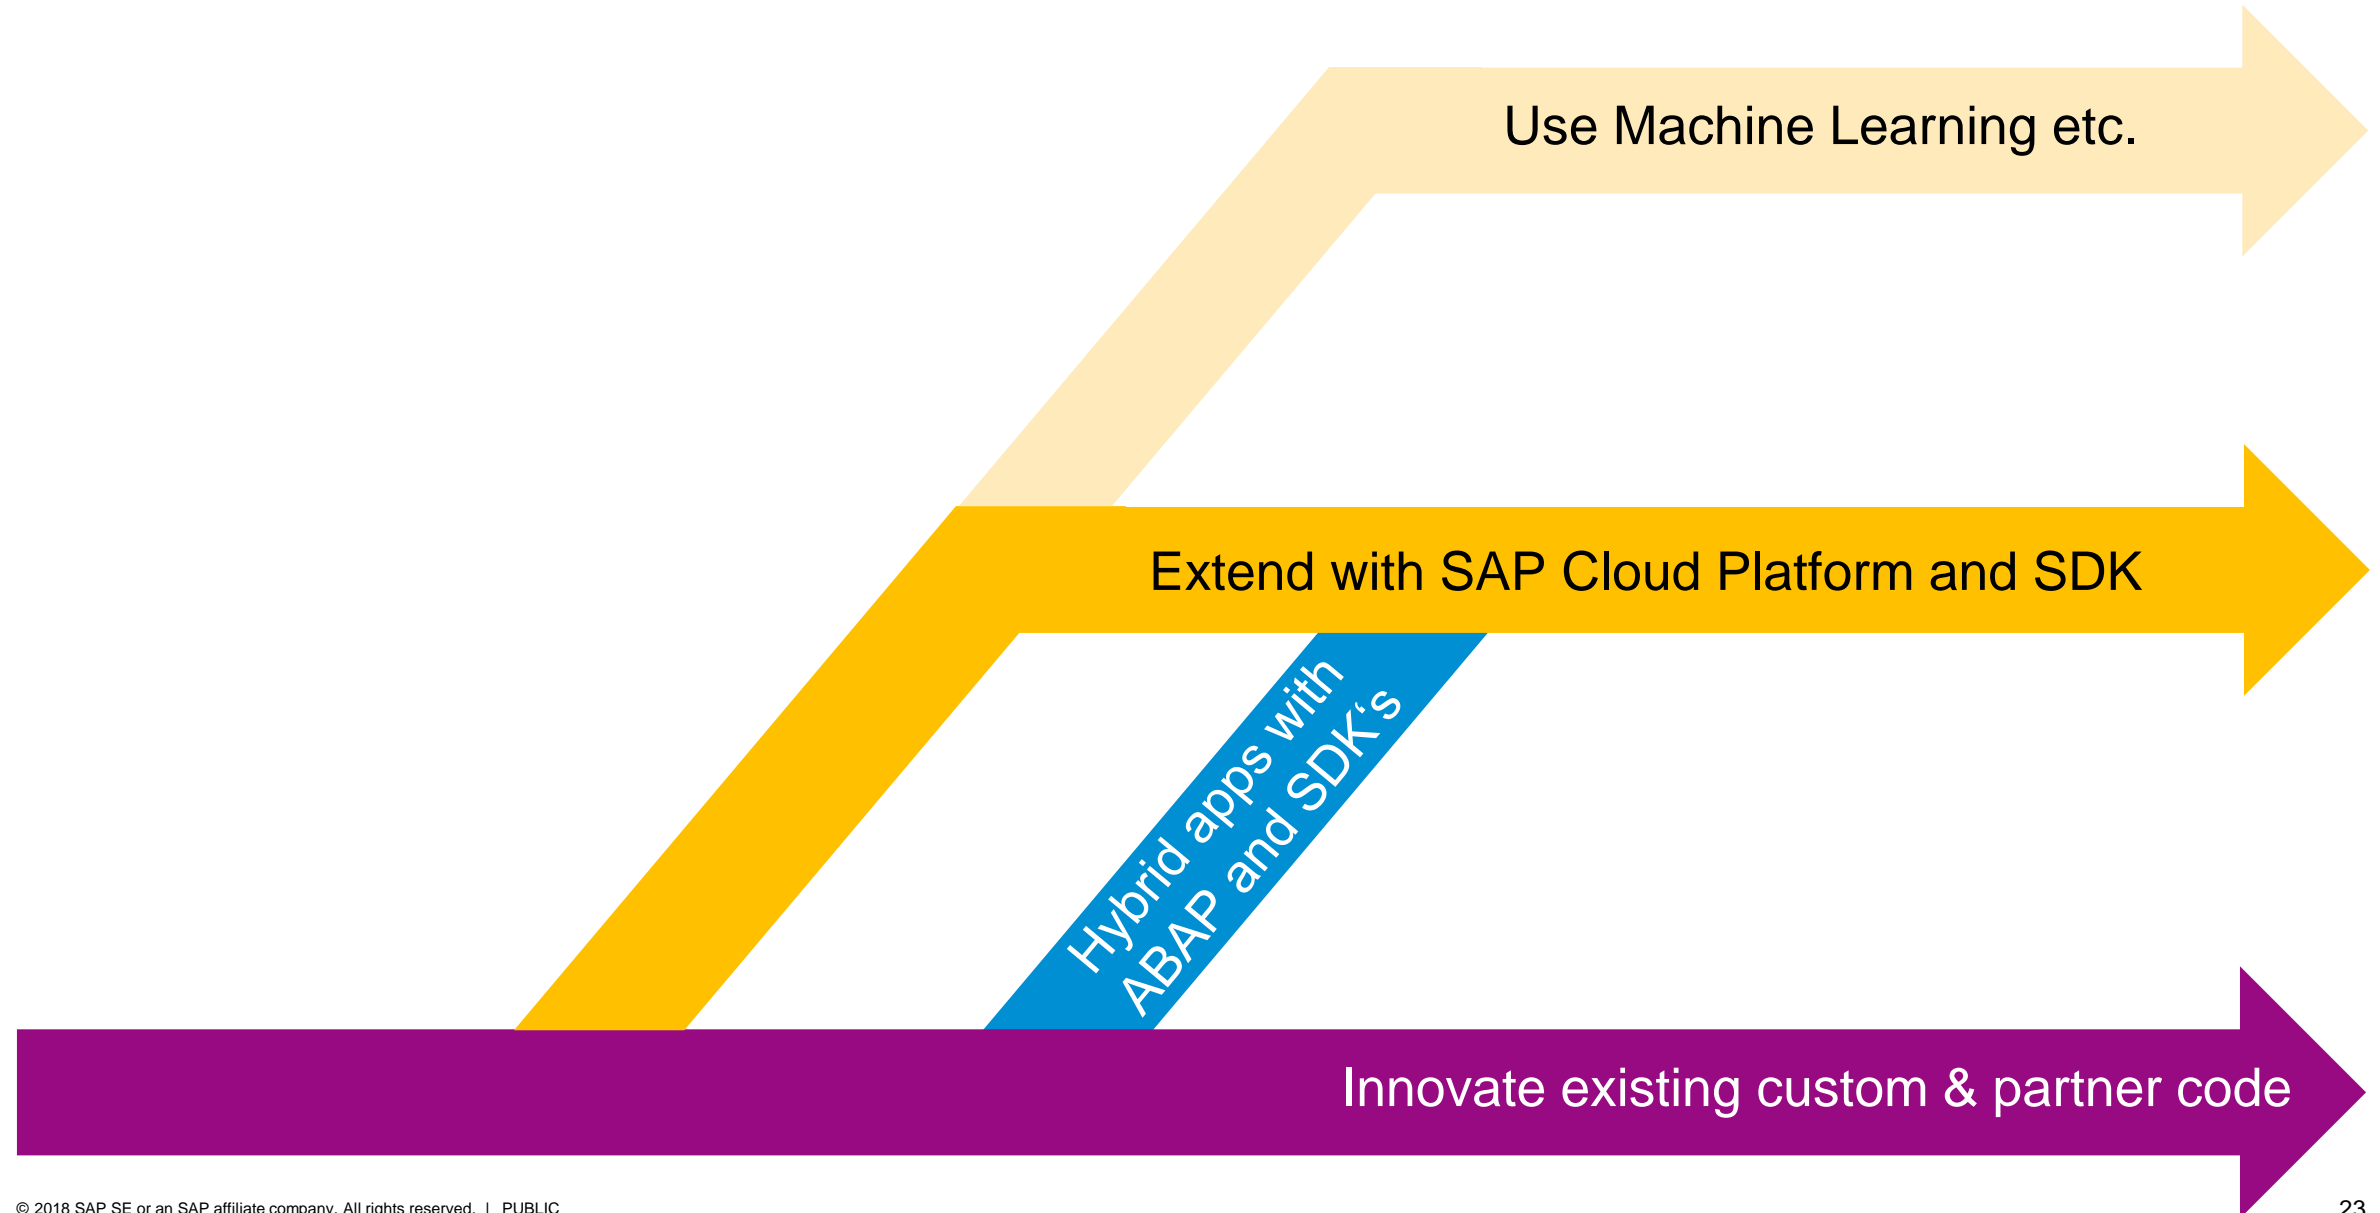 Use Machine Learning etc.
Extend with SAP Cloud Platform and SDK
Hybrid apps with
ABAP and SDK‘s
Innovate existing custom & partner code
© 2018 SAP SE or an SAP affiliate company. All rights reserved. | PUBLIC
23